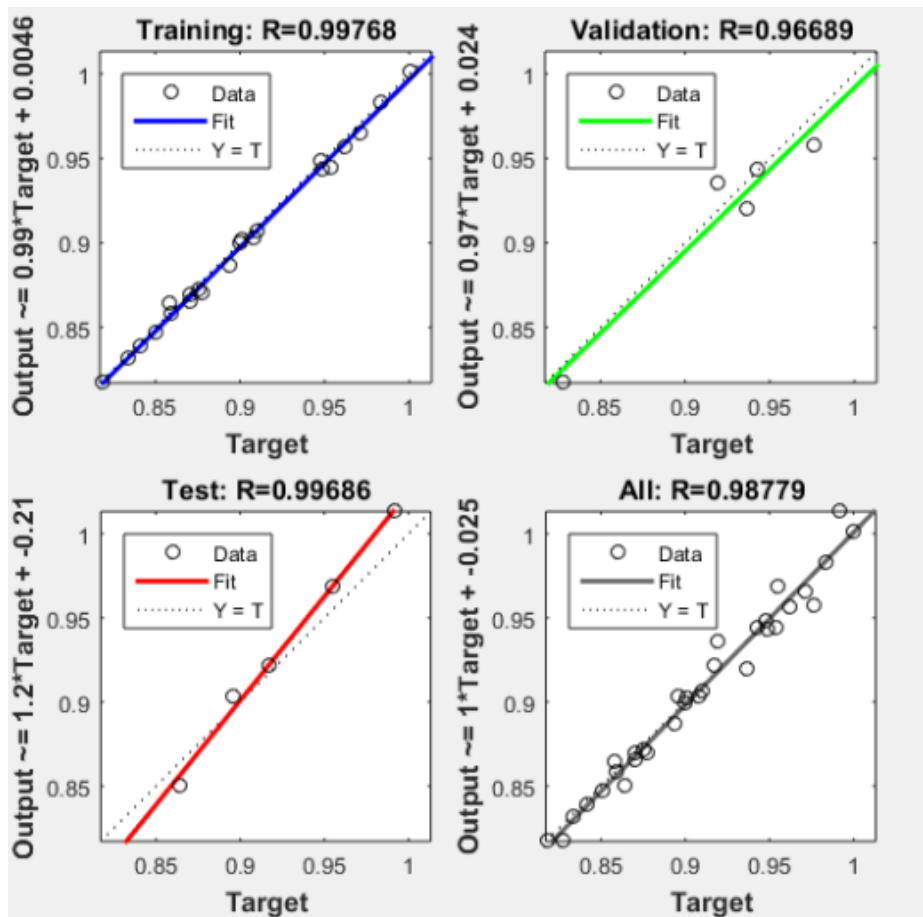 Training: R=0.99768
Output ~= 0.99*Target + 0.0046
1
0.95
0.9
0.85
Data
Fit
Y = T
0.85 0.9 0.95 1
Target
Validation: R=0.96689
Output ~= 0.97*Target + 0.024
1
0.95
0.9
0.85
Data
Fit
Y = T
0.85 0.9 0.95 1
Target
Test: R=0.99686
Output ~= 1.2*Target + -0.21
1
0.95
0.9
0.85
Data
Fit
Y = T
0.85 0.9 0.95 1
Target
All: R=0.98779
Output ~= 1*Target + -0.025
1
0.95
0.9
0.85
Data
Fit
Y = T
0.85 0.9 0.95 1
Target